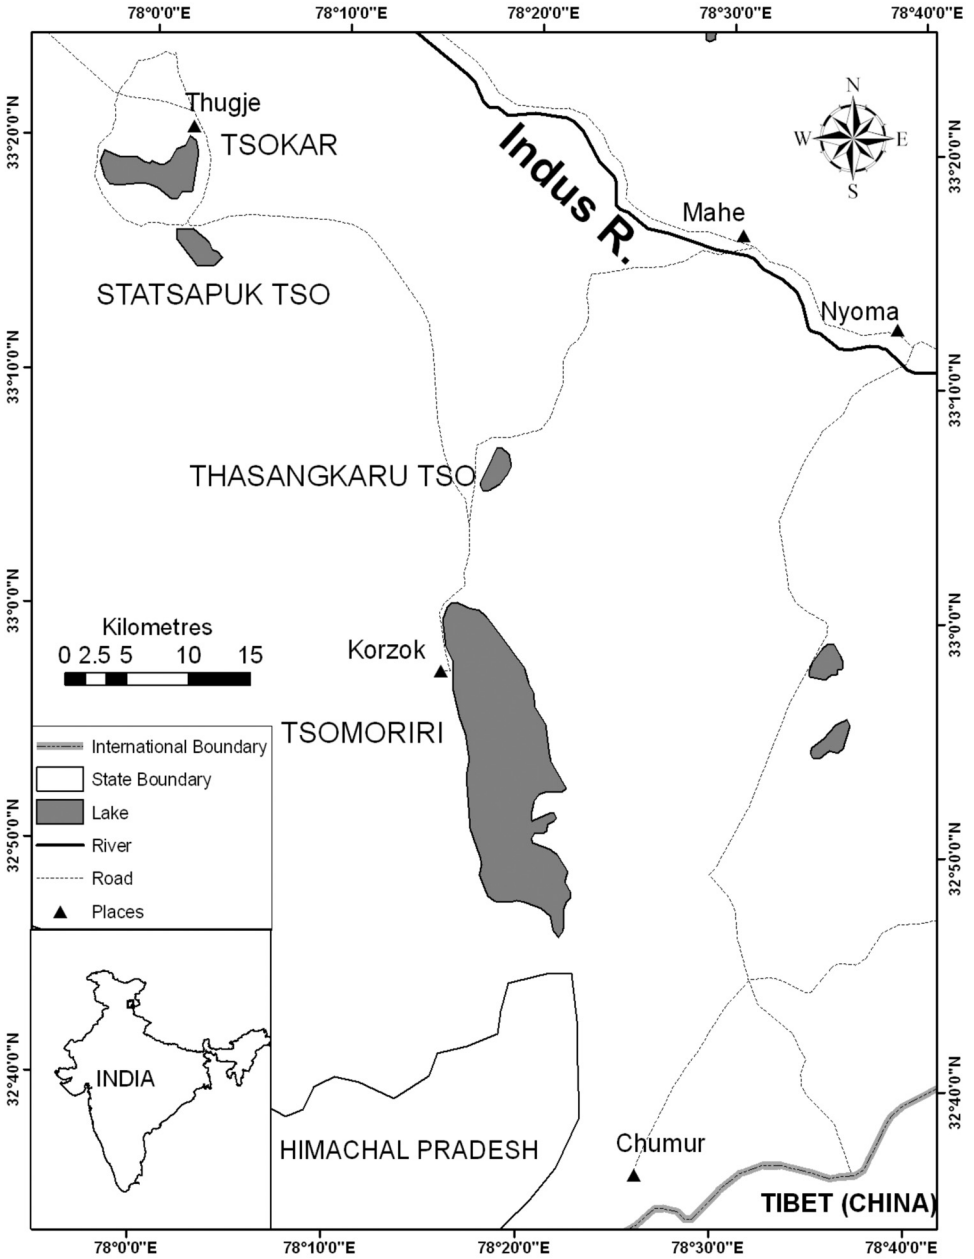 78°0'0"E
78°10'0"E
78°20'0"E
78°30'0"E
78°40'0"E
33°20'0"N
33°10'0"N
33°0'0"N
32°50'0"N
32°40'0"N
Thugje
TSOKAR
STATSAPUK TSO
Indus R.
Mahe
Nyoma
N
W
E
S
THASANGKARU TSO
Kilometres
0 2.5 5 10 15
Korzok
TSOMORIRI
International Boundary
State Boundary
Lake
River
Road
Places
INDIA
HIMACHAL PRADESH
Chumur
TIBET (CHINA)
33°20'0"N
33°10'0"N
33°0'0"N
32°50'0"N
32°40'0"N
78°0'0"E
78°10'0"E
78°20'0"E
78°30'0"E
78°40'0"E